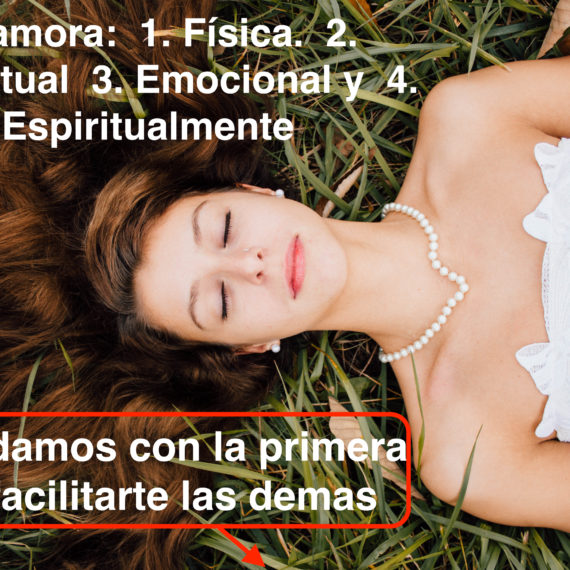 amora: 1. Física. 2.
tual 3. Emocional y 4.
Espiritualmente
damos con la primera
acilitarte las demas